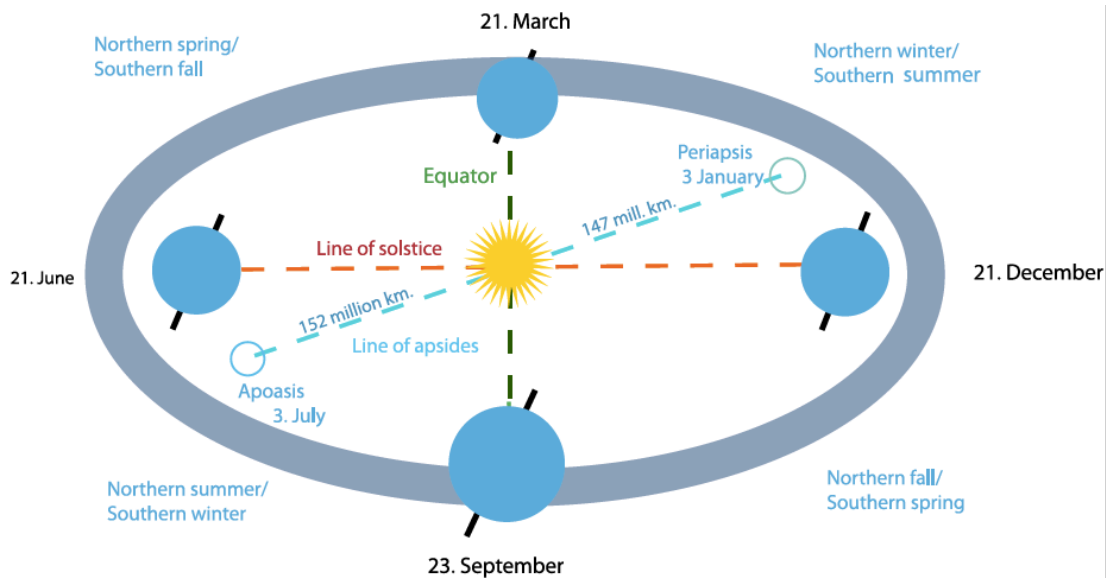 21. March
Northern spring/
Southern fall
Northern winter/
Southern summer
Periapsis
3 January
Equator
147 mill. km.
Line of solstice
21. June
21. December
152 million km.
Line of apsides
Apoasis
3. July
Northern summer/
Southern winter
Northern fall/
Southern spring
23. September